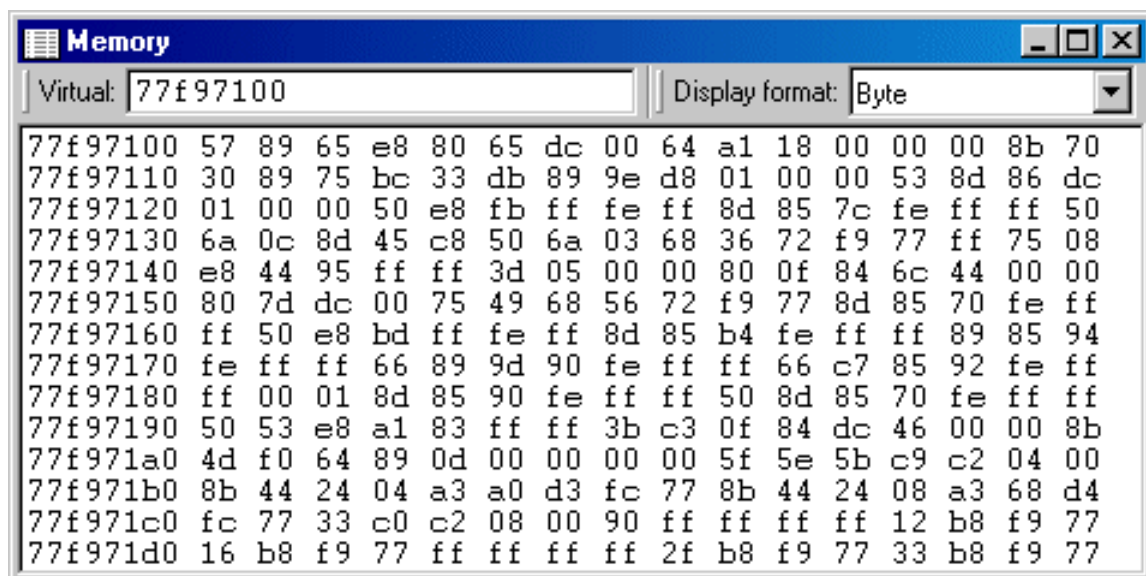 Memory
Virtual: 77f97100 Display format: Byte
77f97100 57 89 65 e8 80 65 dc 00 64 a1 18 00 00 00 8b 70
77f97110 30 89 75 bc 33 db 89 9e d8 01 00 00 53 8d 86 dc
77f97120 01 00 00 50 e8 fb ff fe ff 8d 85 7c fe ff ff 50
77f97130 6a 0c 8d 45 c8 50 6a 03 68 36 72 f9 77 ff 75 08
77f97140 e8 44 95 ff ff 3d 05 00 00 80 0f 84 6c 44 00 00
77f97150 80 7d dc 00 75 49 68 56 72 f9 77 8d 85 70 fe ff
77f97160 ff 50 e8 bd ff fe ff 8d 85 b4 fe ff ff 89 85 94
77f97170 fe ff ff 66 89 9d 90 fe ff ff 66 c7 85 92 fe ff
77f97180 ff 00 01 8d 85 90 fe ff ff 50 8d 85 70 fe ff ff
77f97190 50 53 e8 a1 83 ff ff 3b c3 0f 84 dc 46 00 00 8b
77f971a0 4d f0 64 89 0d 00 00 00 00 5f 5e 5b c9 c2 04 00
77f971b0 8b 44 24 04 a3 a0 d3 fc 77 8b 44 24 08 a3 68 d4
77f971c0 fc 77 33 c0 c2 08 00 90 ff ff ff ff 12 b8 f9 77
77f971d0 16 b8 f9 77 ff ff ff ff 2f b8 f9 77 33 b8 f9 77